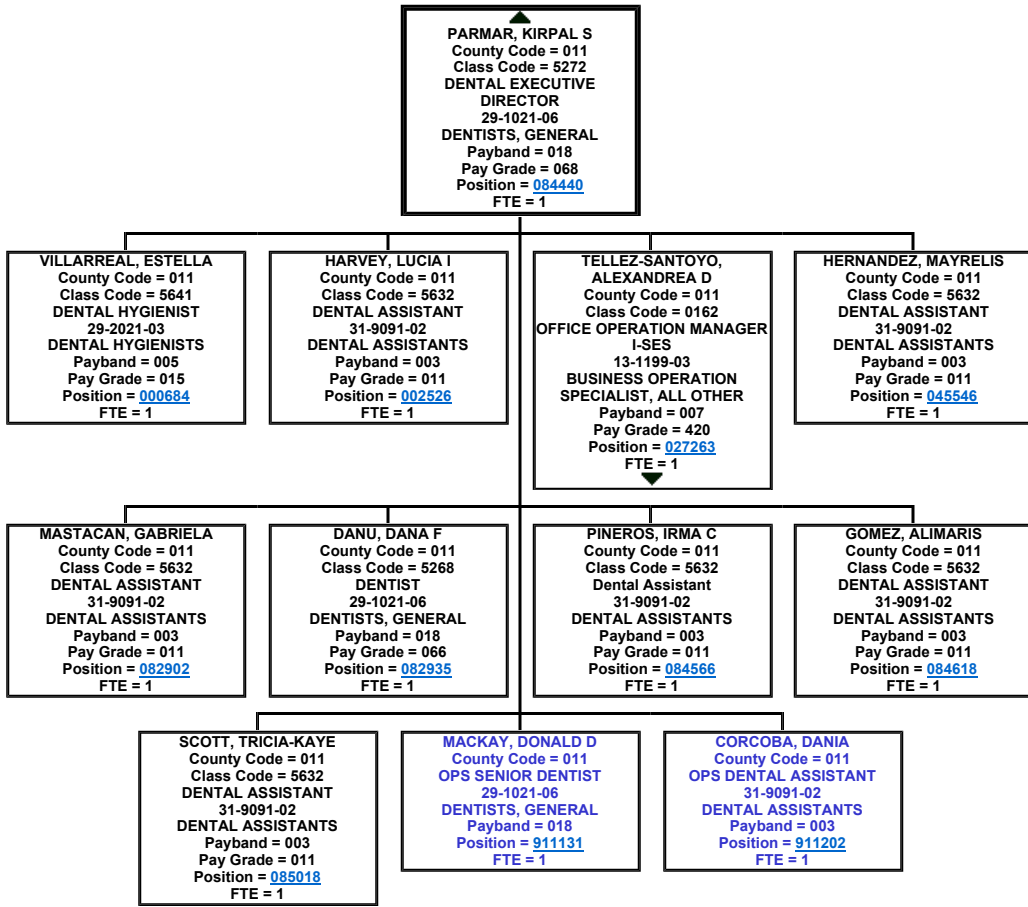 PARMAR, KIRPAL S
County Code = 011
Class Code = 5272
DENTAL EXECUTIVE
DIRECTOR
29-1021-06
DENTISTS, GENERAL
Payband = 018
Pay Grade = 068
Position = 084440
FTE = 1
VILLARREAL, ESTELLA
County Code = 011
Class Code = 5641
DENTAL HYGIENIST
29-2021-03
DENTAL HYGIENISTS
Payband = 005
Pay Grade = 015
Position = 000684
FTE = 1
HARVEY, LUCIA I
County Code = 011
Class Code = 5632
DENTAL ASSISTANT
31-9091-02
DENTAL ASSISTANTS
Payband = 003
Pay Grade = 011
Position = 002526
FTE = 1
TELLEZ-SANTOYO,
ALEXANDREA D
County Code = 011
Class Code = 0162
OFFICE OPERATION MANAGER
I-SES
13-1199-03
BUSINESS OPERATION
SPECIALIST, ALL OTHER
Payband = 007
Pay Grade = 420
Position = 027263
FTE = 1
HERNANDEZ, MAYRELIS
County Code = 011
Class Code = 5632
DENTAL ASSISTANT
31-9091-02
DENTAL ASSISTANTS
Payband = 003
Pay Grade = 011
Position = 045546
FTE = 1
MASTACAN, GABRIELA
County Code = 011
Class Code = 5632
DENTAL ASSISTANT
31-9091-02
DENTAL ASSISTANTS
Payband = 003
Pay Grade = 011
Position = 082902
FTE = 1
DANU, DANA F
County Code = 011
Class Code = 5268
DENTIST
29-1021-06
DENTISTS, GENERAL
Payband = 018
Pay Grade = 066
Position = 082935
FTE = 1
PINEROS, IRMA C
County Code = 011
Class Code = 5632
Dental Assistant
31-9091-02
DENTAL ASSISTANTS
Payband = 003
Pay Grade = 011
Position = 084566
FTE = 1
GOMEZ, ALIMARIS
County Code = 011
Class Code = 5632
DENTAL ASSISTANT
31-9091-02
DENTAL ASSISTANTS
Payband = 003
Pay Grade = 011
Position = 084618
FTE = 1
SCOTT, TRICIA-KAYE
County Code = 011
Class Code = 5632
DENTAL ASSISTANT
31-9091-02
DENTAL ASSISTANTS
Payband = 003
Pay Grade = 011
Position = 085018
FTE = 1
MACKAY, DONALD D
County Code = 011
OPS SENIOR DENTIST
29-1021-06
DENTISTS, GENERAL
Payband = 018
Position = 911131
FTE = 1
CORCOBA, DANIA
County Code = 011
OPS DENTAL ASSISTANT
31-9091-02
DENTAL ASSISTANTS
Payband = 003
Position = 911202
FTE = 1